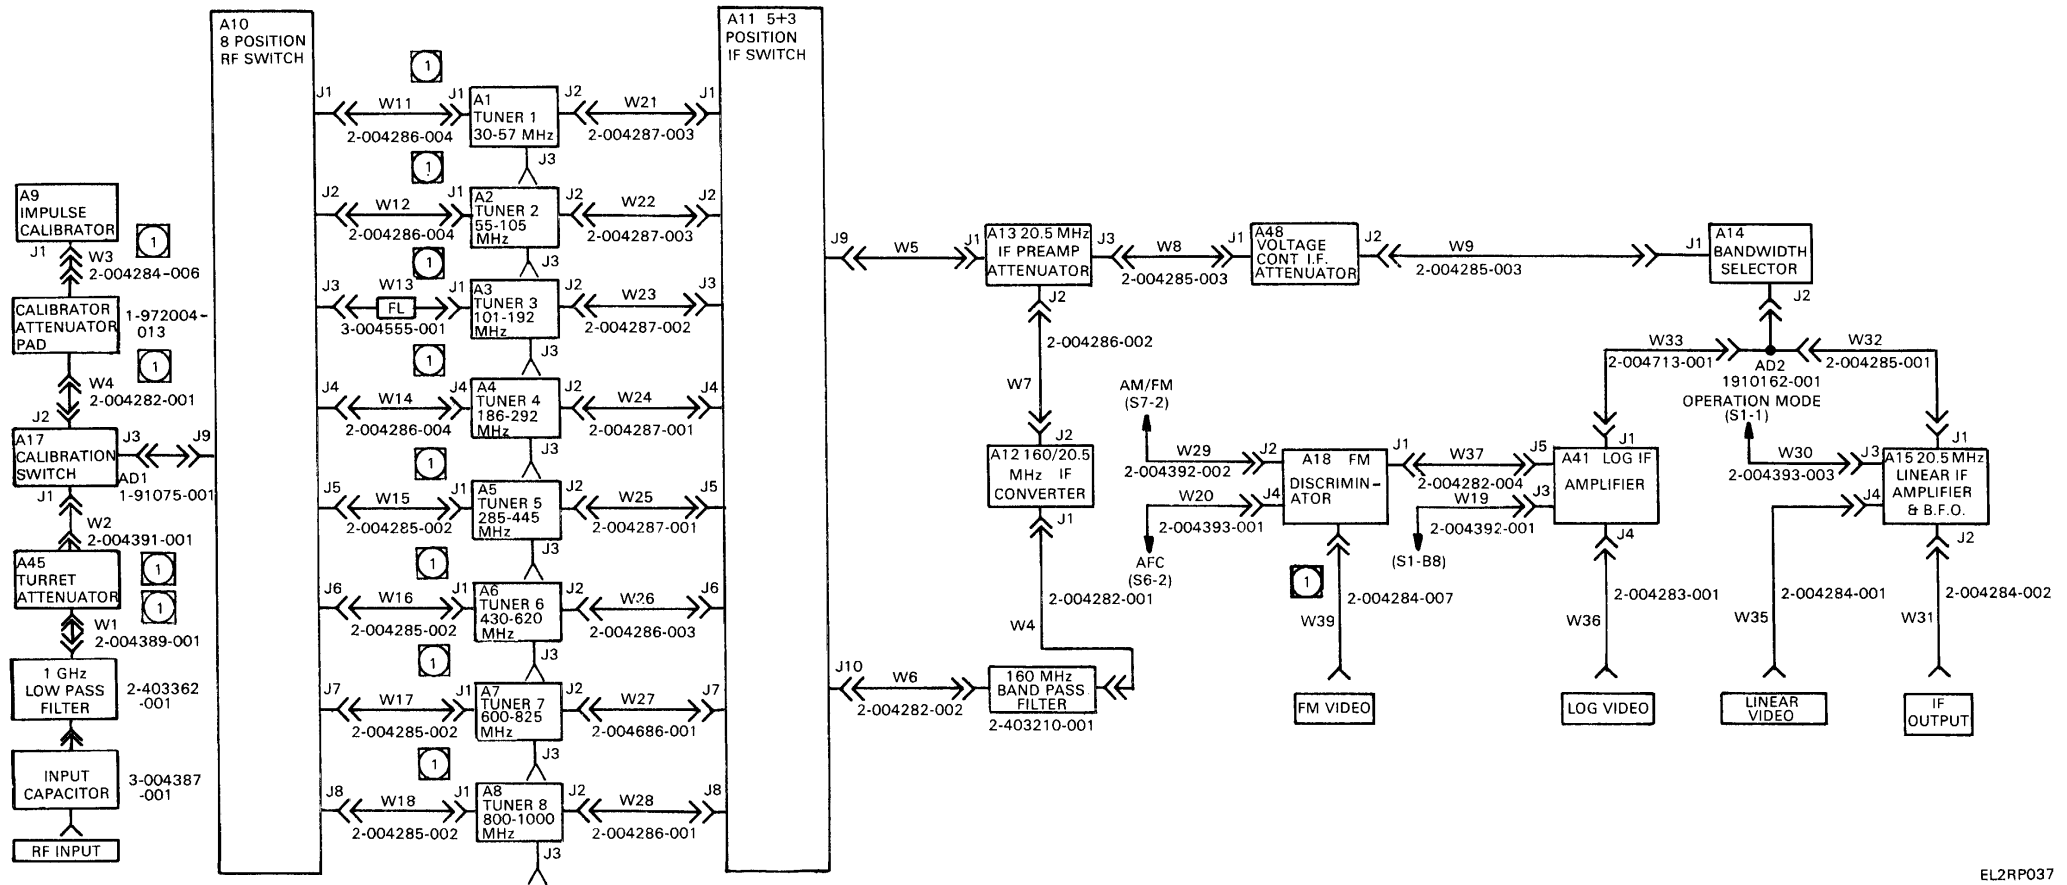 A10
8 POSITION
RF SWITCH
A11 5+3
POSITION
IF SWITCH
A9
IMPULSE
CALIBRATOR
1
J1
W3
2-004284-006
CALIBRATOR
ATTENUATOR
PAD
1-972004-
013
1
W4
2-004282-001
J2
A17
CALIBRATION
SWITCH
J3
J9
AD1
1-91075-001
J1
W2
2-004391-001
A45
TURRET
ATTENUATOR
1
1
W1
2-004389-001
1 GHz
LOW PASS
FILTER
2-403362
-001
INPUT
CAPACITOR
3-004387
-001
RF INPUT
1
J1
W11
J1
2-004286-004
A1
TUNER 1
30-57 MHz
J2
W21
J1
2-004287-003
J3
1
J2
W12
J1
2-004286-004
A2
TUNER 2
55-105
MHz
J2
W22
J2
2-004287-003
J3
1
J3
W13
J1
FL
3-004555-001
A3
TUNER 3
101-192
MHz
J2
W23
J3
2-004287-002
J3
1
J4
W14
J4
2-004286-004
A4
TUNER 4
186-292
MHz
J2
W24
J4
2-004287-001
J3
1
J5
W15
J1
2-004285-002
A5
TUNER 5
285-445
MHz
J2
W25
J5
2-004287-001
J3
1
J6
W16
J1
2-004285-002
A6
TUNER 6
430-620
MHz
J2
W26
J6
2-004286-003
J3
1
J7
W17
J1
2-004285-002
A7
TUNER 7
600-825
MHz
J2
W27
J7
2-004686-001
J3
1
J8
W18
J1
2-004285-002
A8
TUNER 8
800-1000
MHz
J2
W28
J8
2-004286-001
J3
J9
W5
J1
A13 20.5 MHz
IF PREAMP
ATTENUATOR
J3
W8
J1
2-004285-003
A48
VOLTAGE
CONT I.F.
ATTENUATOR
J2
W9
J1
2-004285-003
A14
BANDWIDTH
SELECTOR
J2
J2
2-004286-002
W7
J2
A12 160/20.5
MHz IF
CONVERTER
J1
2-004282-001
W4
J10
W6
2-004282-002
160 MHz
BAND PASS
FILTER
2-403210-001
W33
2-004713-001
W32
2-004285-001
AD2
1910162-001
OPERATION MODE
(S1-1)
AM/FM
(S7-2)
W29
J2
2-004392-002
W20
J4
2-004393-001
AFC
(S6-2)
A18 FM
DISCRIMIN-
ATOR
J1
W37
J5
2-004282-004
W19
J3
2-004392-001
(S1-B8)
J1
A41 LOG IF
AMPLIFIER
J4
W30
J3
2-004393-003
J4
J1
A15 20.5 MHz
LINEAR IF
AMPLIFIER
& B.F.O.
J2
1
2-004284-007
W39
FM VIDEO
2-004283-001
W36
LOG VIDEO
2-004284-001
W35
LINEAR
VIDEO
2-004284-002
W31
IF
OUTPUT
EL2RP037